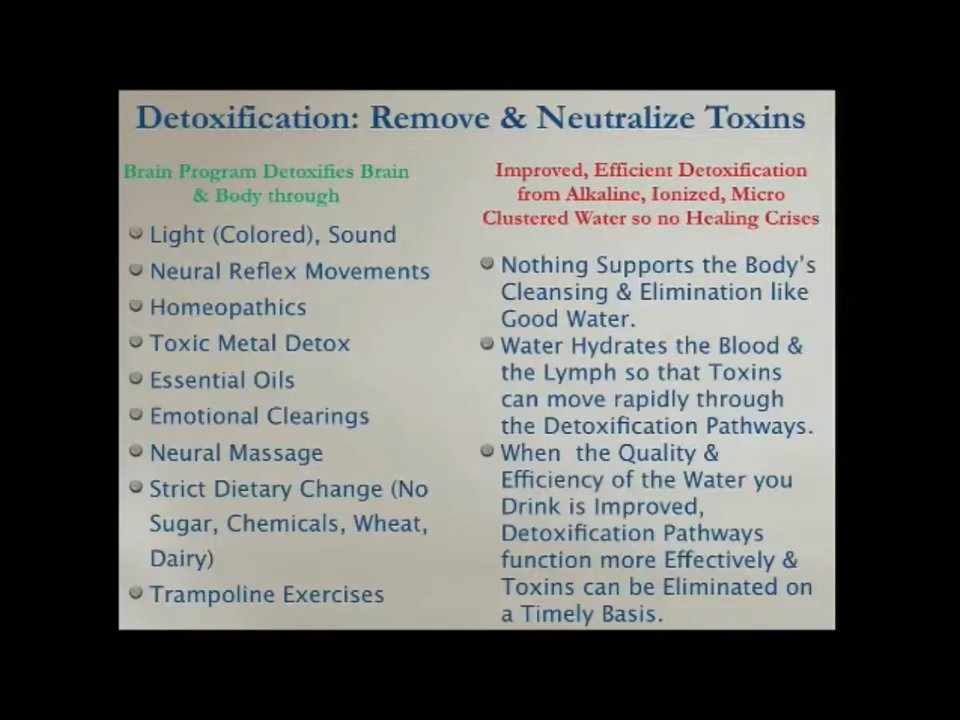 Detoxification: Remove & Neutralize Toxins
Brain Program Detoxifies Brain
& Body through
Light (Colored), Sound
Neural Reflex Movements
Homeopathics
Toxic Metal Detox
Essential Oils
Emotional Clearings
Neural Massage
Strict Dietary Change (No
Sugar, Chemicals, Wheat,
Dairy)
Trampoline Exercises
Improved, Efficient Detoxification
from Alkaline, Ionized, Micro
Clustered Water so no Healing Crises
Nothing Supports the Body's
Cleansing & Elimination like
Good Water.
Water Hydrates the Blood &
the Lymph so that Toxins
can move rapidly through
the Detoxification Pathways.
When the Quality &
Efficiency of the Water you
Drink is Improved,
Detoxification Pathways
function more Effectively &
Toxins can be Eliminated on
a Timely Basis.